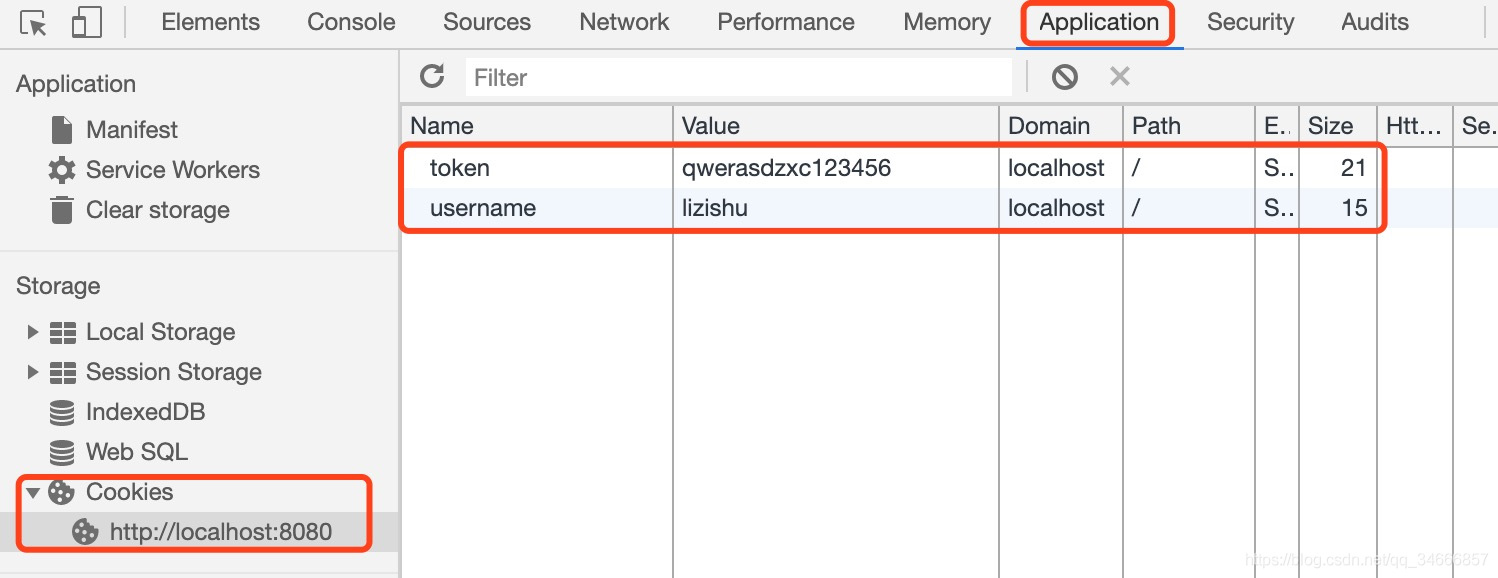 Elements Console Sources Network Performance Memory Application Security Audits
Application
Manifest
Service Workers
Clear storage
Storage
Local Storage
Session Storage
IndexedDB
Web SQL
Cookies
http://localhost:8080
Filter
Name Value Domain Path E.. Size Htt... Se.
token qwerasdzxc123456 localhost / S.. 21
username lizishu localhost / S.. 15
https://blog.csdn.net/qq_34666857